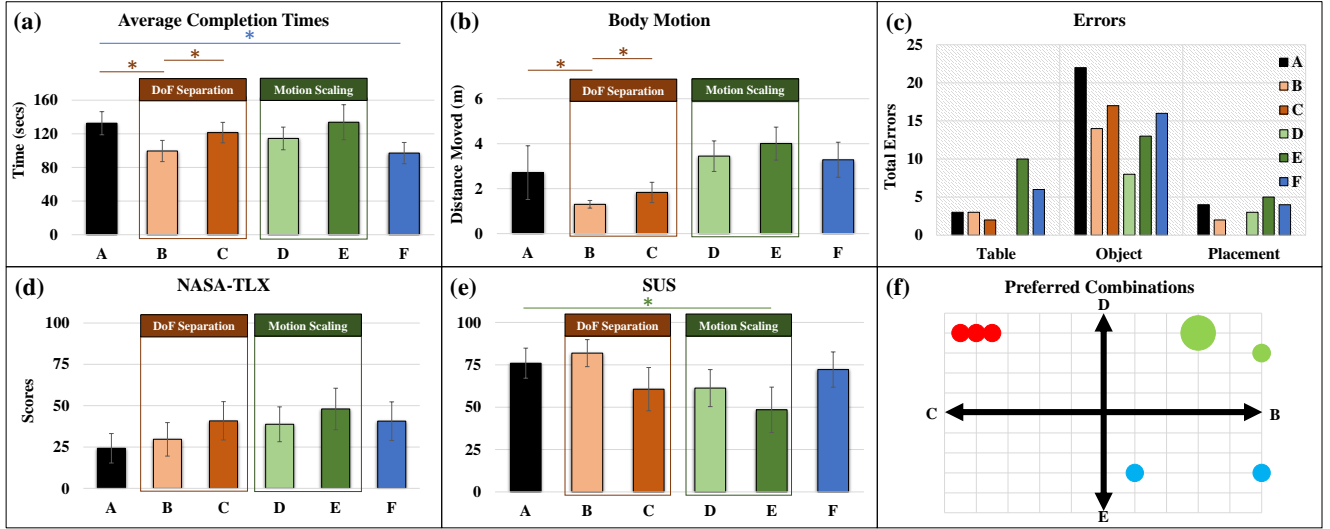 (a) Average Completion Times
*
* *
DoF Separation Motion Scaling
Time (secs)
160
120
80
40
0
A B C D E F
(b) Body Motion
* *
DoF Separation Motion Scaling
Distance Moved (m)
6
4
2
0
A B C D E F
(c) Errors
Total Errors
25
20
15
10
5
0
A
B
C
D
E
F
Table Object Placement
(d) NASA-TLX
DoF Separation Motion Scaling
Scores
100
75
50
25
0
A B C D E F
(e) SUS
*
DoF Separation Motion Scaling
100
75
50
25
0
A B C D E F
(f) Preferred Combinations
D
C B
E